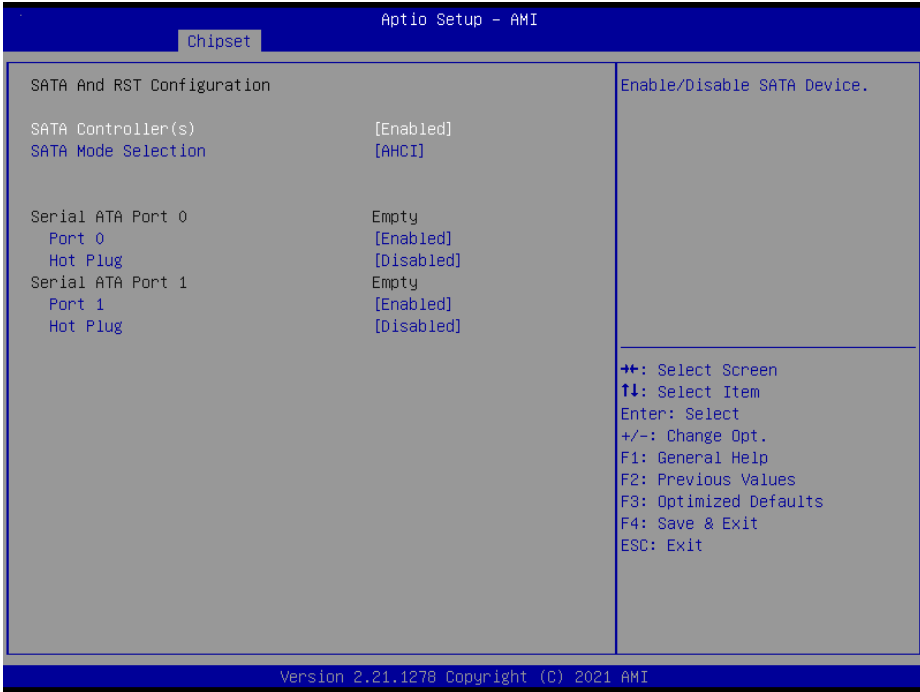 Aptio Setup – AMI
Chipset
SATA And RST Configuration
SATA Controller(s) [Enabled]
SATA Mode Selection [AHCI]
Serial ATA Port 0 Empty
Port 0 [Enabled]
Hot Plug [Disabled]
Serial ATA Port 1 Empty
Port 1 [Enabled]
Hot Plug [Disabled]
Enable/Disable SATA Device.
→←: Select Screen
↑↓: Select Item
Enter: Select
+/-: Change Opt.
F1: General Help
F2: Previous Values
F3: Optimized Defaults
F4: Save & Exit
ESC: Exit
Version 2.21.1278 Copyright (C) 2021 AMI